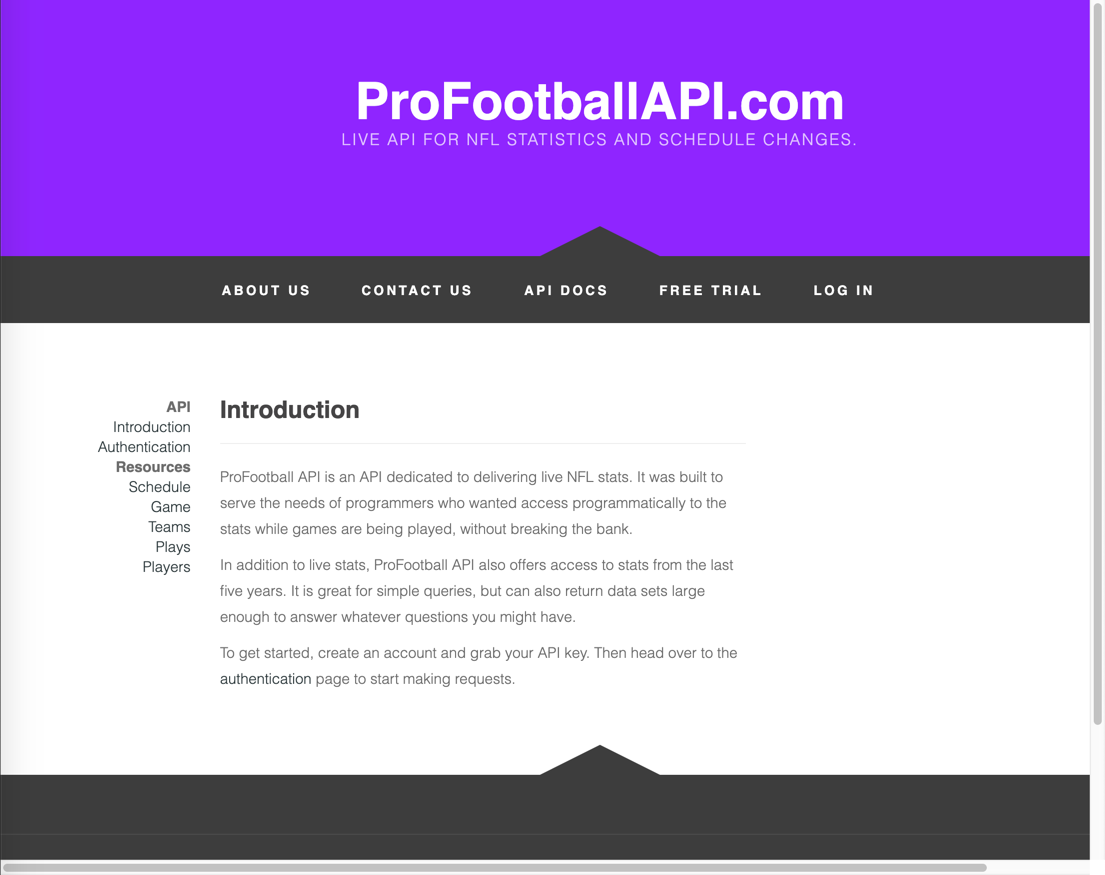 ProFootballAPI.com
LIVE API FOR NFL STATISTICS AND SCHEDULE CHANGES.
ABOUT US CONTACT US API DOCS FREE TRIAL LOG IN
API
Introduction
Authentication
Resources
Schedule
Game
Teams
Plays
Players
Introduction
ProFootball API is an API dedicated to delivering live NFL stats. It was built to
serve the needs of programmers who wanted access programmatically to the
stats while games are being played, without breaking the bank.
In addition to live stats, ProFootball API also offers access to stats from the last
five years. It is great for simple queries, but can also return data sets large
enough to answer whatever questions you might have.
To get started, create an account and grab your API key. Then head over to the
authentication page to start making requests.